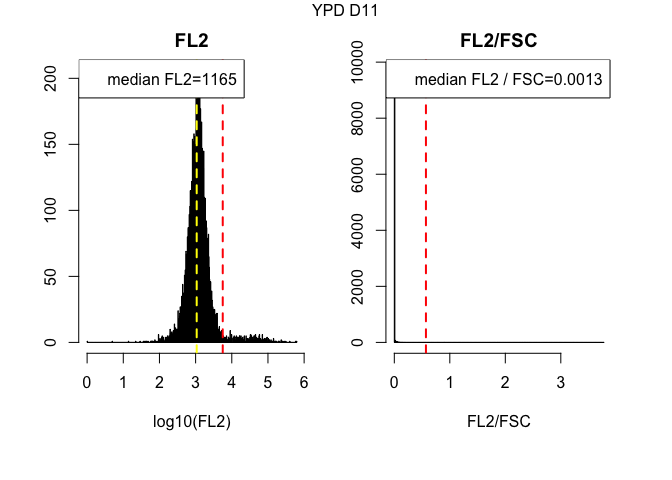 YPD D11
FL2
median FL2=1165
0
50
100
150
200
0 1 2 3 4 5 6
log10(FL2)
FL2/FSC
median FL2 / FSC=0.0013
0
2000
4000
6000
8000
10000
0 1 2 3
FL2/FSC